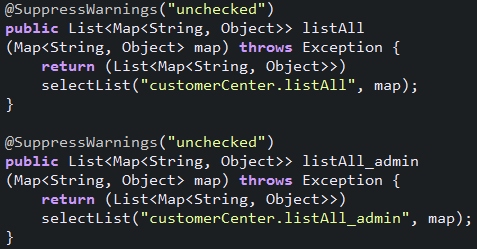 @SuppressWarnings("unchecked")
public List<Map<String, Object>> listAll
(Map<String, Object> map) throws Exception {
    return (List<Map<String, Object>>)
    selectList("customerCenter.listAll", map);
}

@SuppressWarnings("unchecked")
public List<Map<String, Object>> listAll_admin
(Map<String, Object> map) throws Exception {
    return (List<Map<String, Object>>)
    selectList("customerCenter.listAll_admin", map);
}